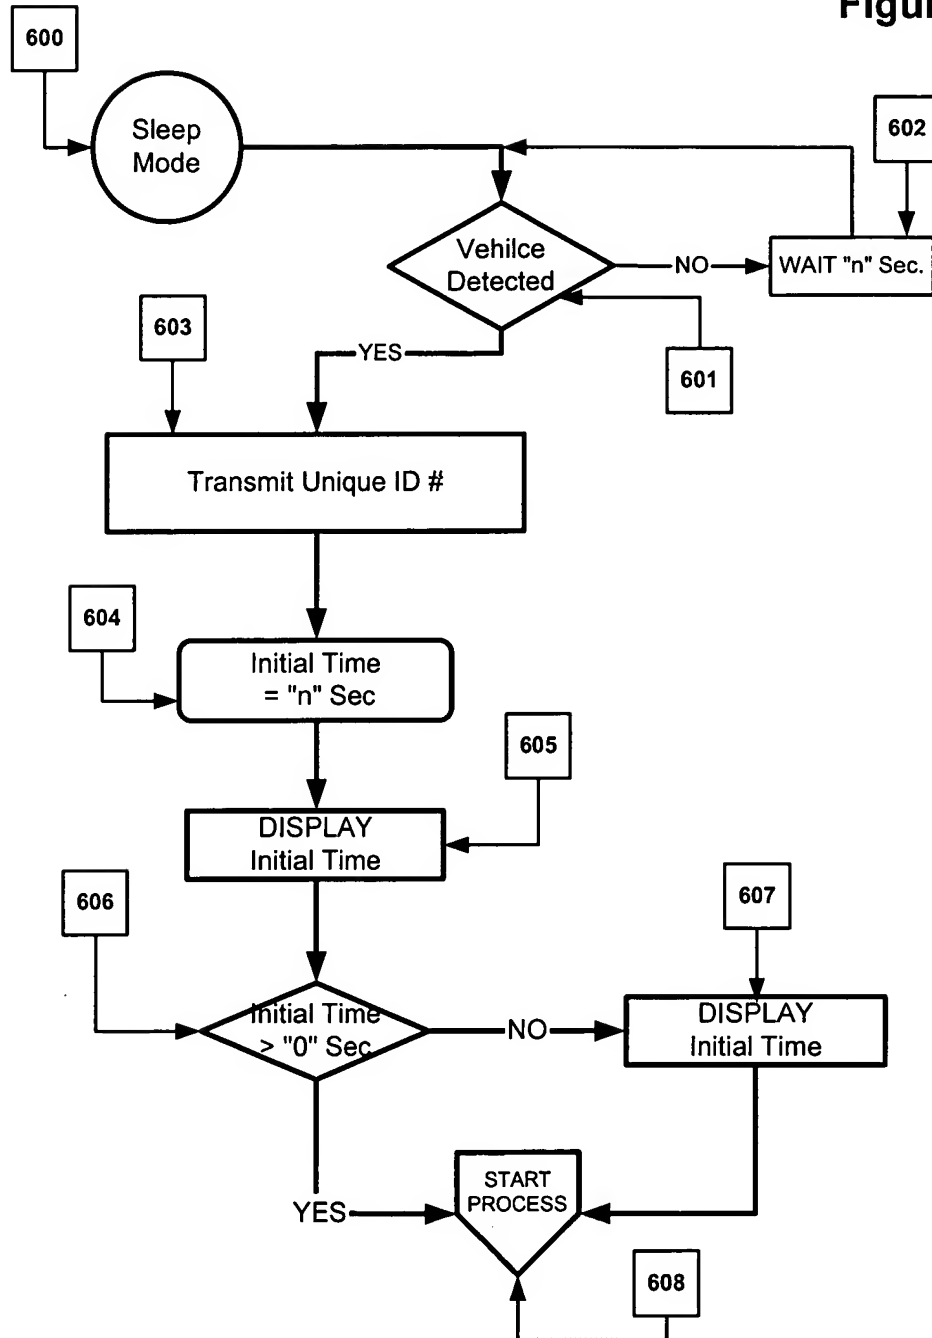 Figur
600
Sleep
Mode
602
Vehilce
Detected
NO
WAIT "n" Sec.
603
YES
601
Transmit Unique ID #
604
Initial Time
= "n" Sec
605
DISPLAY
Initial Time
606
607
Initial Time
> "0" Sec
NO
DISPLAY
Initial Time
START
PROCESS
YES
608